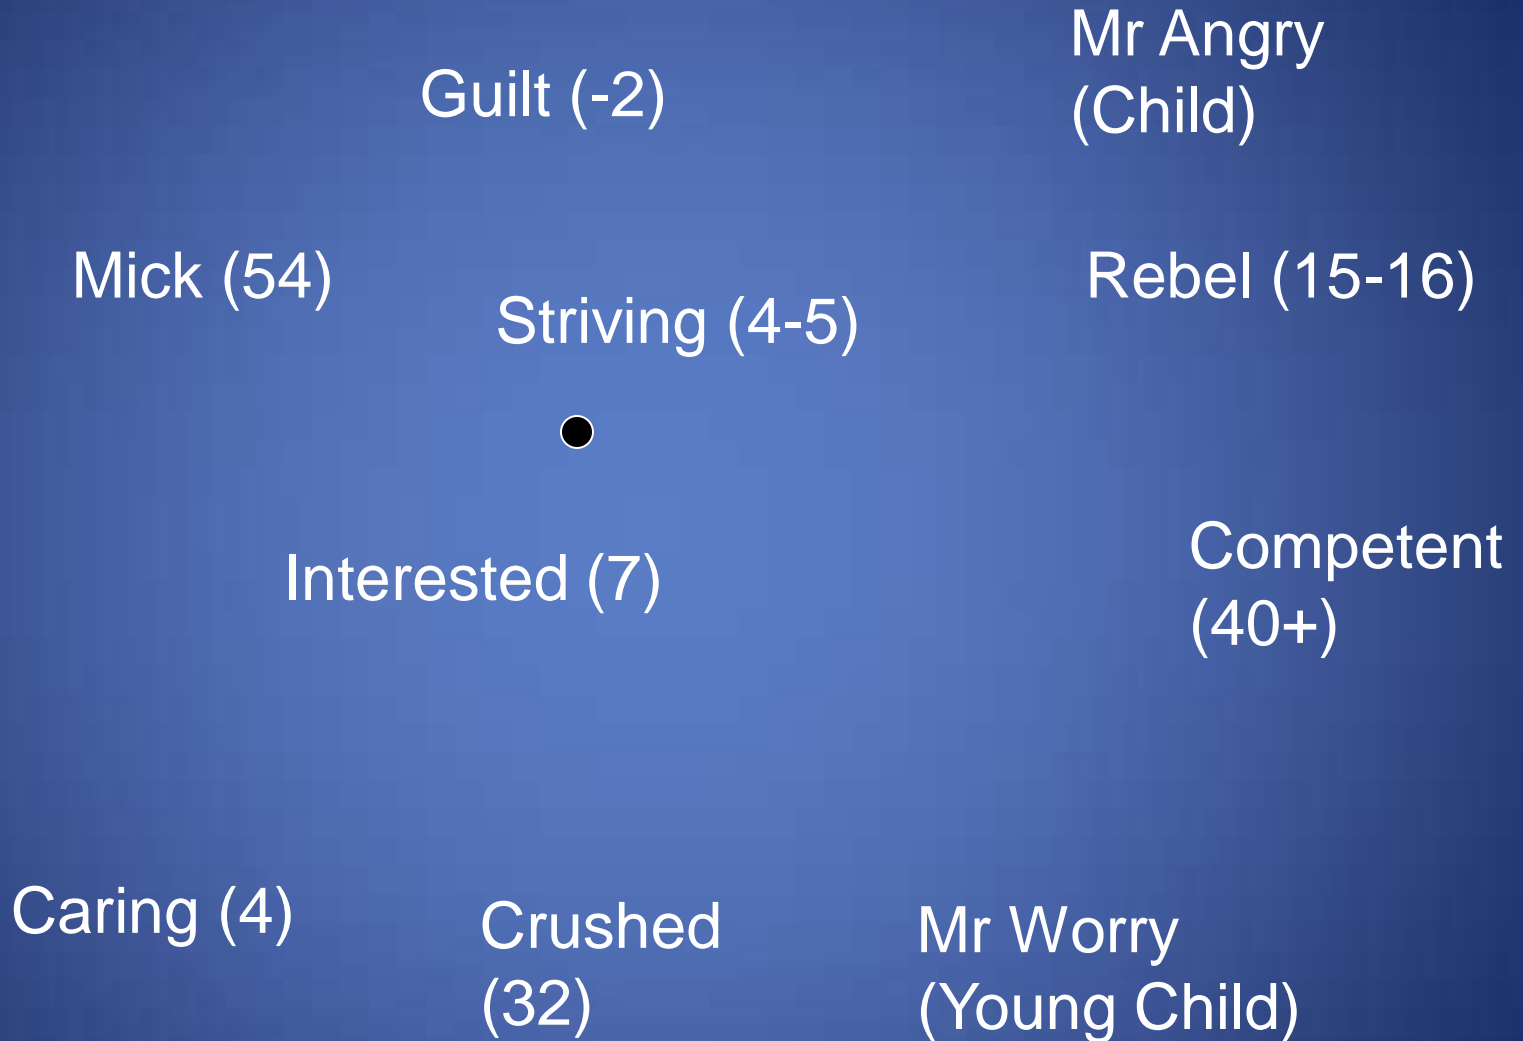 Mr Angry
(Child)
Guilt (-2)
Mick (54)
Rebel (15-16)
Striving (4-5)
Interested (7)
Competent
(40+)
Caring (4)
Crushed
(32)
Mr Worry
(Young Child)